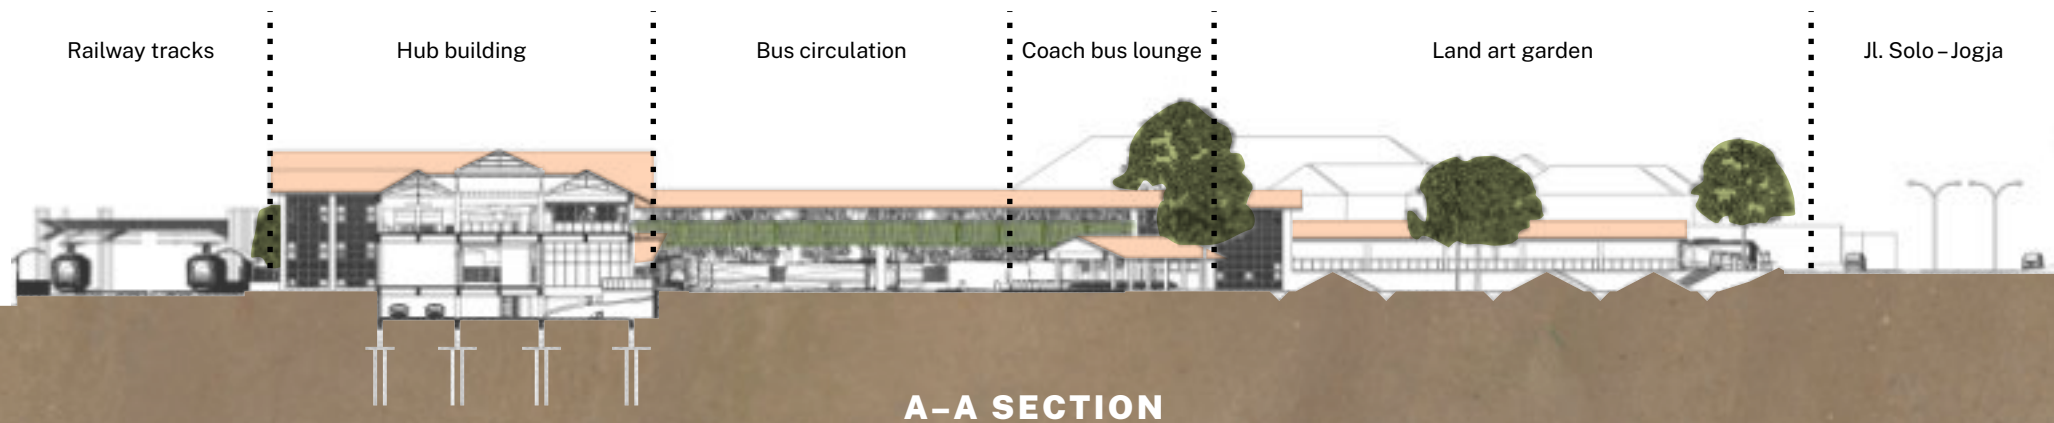 Railway tracks
Hub building
Bus circulation
Coach bus lounge
Land art garden
Jl. Solo – Jogja
A–A SECTION